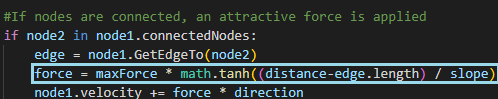 #If nodes are connected, an attractive force is applied
if node2 in node1.connectedNodes:
edge = node1.GetEdgeTo(node2)
force = maxForce * math.tanh((distance-edge.length) / slope)
node1.velocity += force * direction